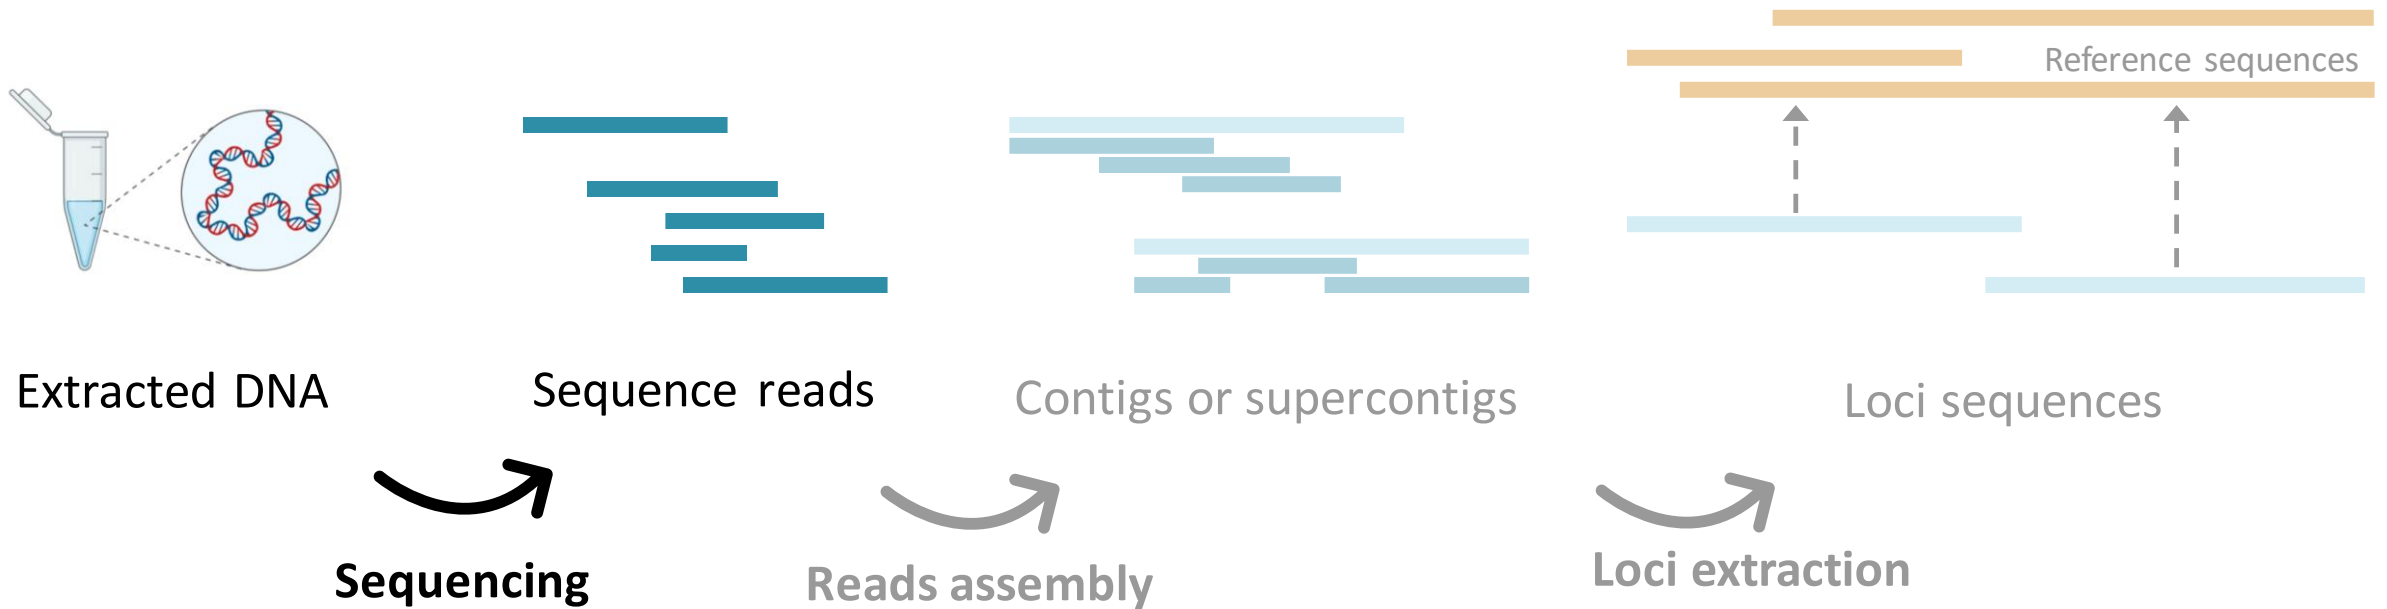 Reference sequences
Extracted DNA
Sequence reads
Contigs or supercontigs
Loci sequences
Sequencing
Reads assembly
Loci extraction